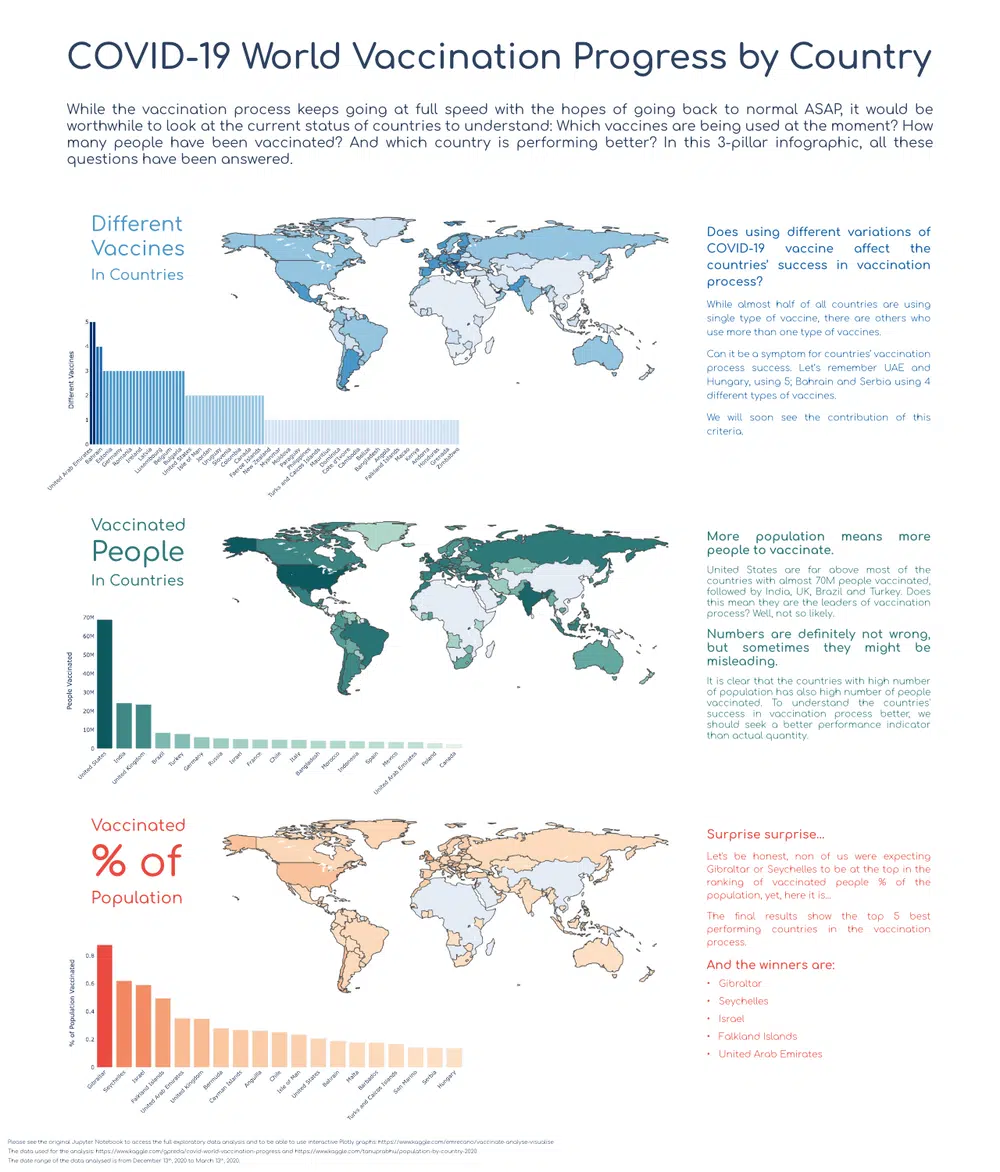 COVID-19 World Vaccination Progress by Country
While the vaccination process keeps going at full speed with the hopes of going back to normal ASAP, it would be
worthwhile to look at the current status of countries to understand: Which vaccines are being used at the moment? How
many people have been vaccinated? And which country is performing better? In this 3-pillar infographic, all these
questions have been answered.
Different
Vaccines
In Countries
Different Vaccines
5
4
3
2
1
0
United Arab Emirates
Bahrain
Estonia
Germany
Romania
Ireland
Latvia
Luxembourg
Belgium
Bulgaria
United States
Isle of Man
Jordan
Uruguay
Slovenia
Colombia
Canada
Faeroe Islands
New Zealand
Myanmar
Moldova
Paraguay
Philippines
Turks and Caicos Islands
Mauritius
Dominica
Cote d'Ivoire
Cambodia
Belize
Bangladesh
Angola
Falkland Islands
Macao
Kenya
Andorra
Honduras
Grenada
Zimbabwe
Does using different variations of
COVID-19 vaccine affect the
countries' success in vaccination
process?
While almost half of all countries are using
single type of vaccine, there are others who
use more than one type of vaccines.
Can it be a symptom for countries' vaccination
process success. Let's remember UAE and
Hungary, using 5; Bahrain and Serbia using 4
different types of vaccines.
We will soon see the contribution of this
criteria.
Vaccinated
People
In Countries
People Vaccinated
70M
60M
50M
40M
30M
20M
10M
0
United States
India
United Kingdom
Brazil
Turkey
Germany
Russia
Israel
France
Chile
Italy
Bangladesh
Morocco
Indonesia
Spain
Mexico
United Arab Emirates
Poland
Canada
More population means more
people to vaccinate.
United States are far above most of the
countries with almost 70M people vaccinated,
followed by India, UK, Brazil and Turkey. Does
this mean they are the leaders of vaccination
process? Well, not so likely.
Numbers are definitely not wrong,
but sometimes they might be
misleading.
It is clear that the countries with high number
of population has also high number of people
vaccinated. To understand the countries'
success in vaccination process better, we
should seek a better performance indicator
than actual quantity.
Vaccinated
% of
Population
% of Population Vaccinated
0.8
0.6
0.4
0.2
0
Gibraltar
Seychelles
Israel
Falkland Islands
United Arab Emirates
United Kingdom
Bermuda
Cayman Islands
Anguilla
Chile
Isle of Man
United States
Bahrain
Malta
Barbados
Turks and Caicos Islands
San Marino
Serbia
Hungary
Surprise surprise...
Let's be honest, non of us were expecting
Gibraltar or Seychelles to be at the top in the
ranking of vaccinated people % of the
population, yet, here it is...
The final results show the top 5 best
performing countries in the vaccination
process.
And the winners are:
• Gibraltar
• Seychelles
• Israel
• Falkland Islands
• United Arab Emirates
Please see the original Jupyter Notebook to access the full exploratory data analysis and to be able to use interactive Plotly graphs: https://www.kaggle.com/emrecano/vaccinate-analyse-visualise
The data used for the analysis: https://www.kaggle.com/gpreda/covid-world-vaccination-progress and https://www.kaggle.com/tanuprabhu/population-by-country-2020
The date range of the data analysed is from December 13th, 2020 to March 13th, 2020.